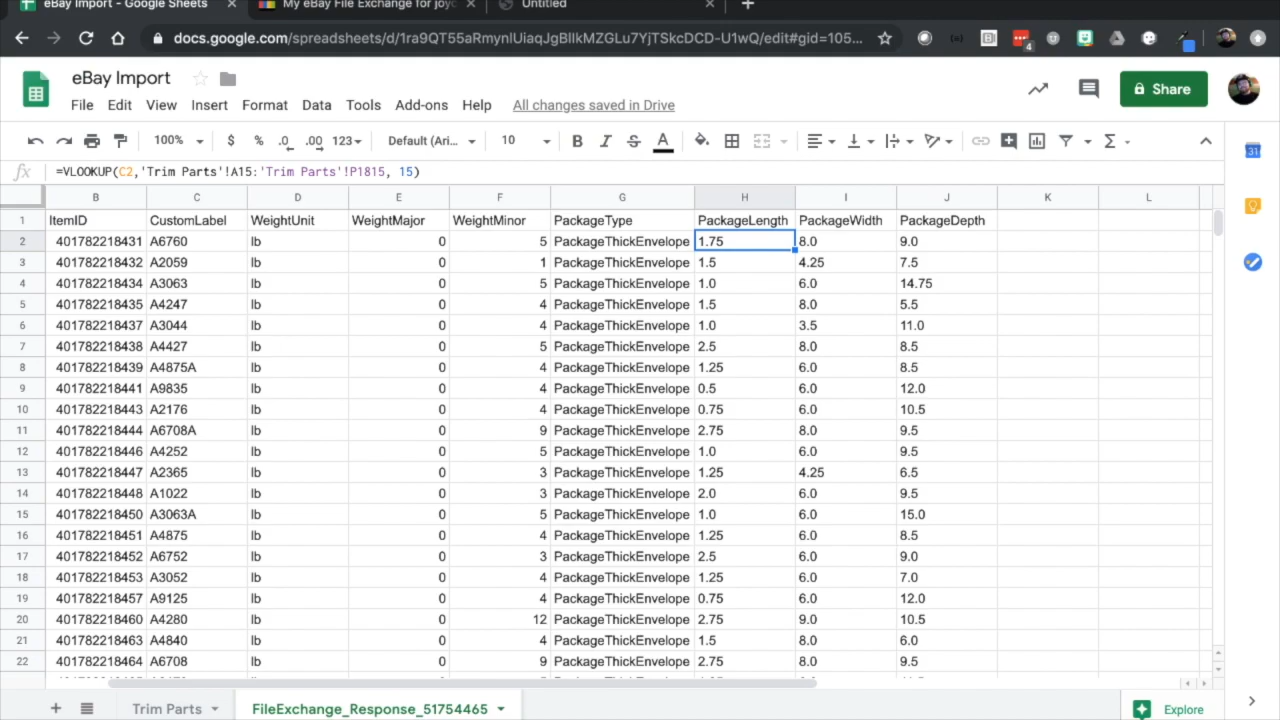 eBay Import - Google Sheets
My eBay File Exchange for joyc
Untitled
docs.google.com/spreadsheets/d/1ra9QT55aRmynlUiaqJgBllkMZGLu7YjTSkcDCD-U1wQ/edit#gid=105...
4
eBay Import
File Edit View Insert Format Data Tools Add-ons Help All changes saved in Drive
Share
100% $ % .0 .00 123 Default (Ari... 10 B I S A
31
fx =VLOOKUP(C2,'Trim Parts'!A15:'Trim Parts'!P1815, 15)
B C D E F G H I J K L
1 ItemID CustomLabel WeightUnit WeightMajor WeightMinor PackageType PackageLength PackageWidth PackageDepth
2 401782218431 A6760 lb 0 5 PackageThickEnvelope 1.75 8.0 9.0
3 401782218432 A2059 lb 0 1 PackageThickEnvelope 1.5 4.25 7.5
4 401782218434 A3063 lb 0 5 PackageThickEnvelope 1.0 6.0 14.75
5 401782218435 A4247 lb 0 4 PackageThickEnvelope 1.5 8.0 5.5
6 401782218437 A3044 lb 0 4 PackageThickEnvelope 1.0 3.5 11.0
7 401782218438 A4427 lb 0 5 PackageThickEnvelope 2.5 8.0 8.5
8 401782218439 A4875A lb 0 4 PackageThickEnvelope 1.25 6.0 8.5
9 401782218441 A9835 lb 0 4 PackageThickEnvelope 0.5 6.0 12.0
10 401782218443 A2176 lb 0 4 PackageThickEnvelope 0.75 6.0 10.5
11 401782218444 A6708A lb 0 9 PackageThickEnvelope 2.75 8.0 9.5
12 401782218446 A4252 lb 0 5 PackageThickEnvelope 1.0 6.0 9.5
13 401782218447 A2365 lb 0 3 PackageThickEnvelope 1.25 4.25 6.5
14 401782218448 A1022 lb 0 3 PackageThickEnvelope 2.0 6.0 9.5
15 401782218450 A3063A lb 0 5 PackageThickEnvelope 1.0 6.0 15.0
16 401782218451 A4875 lb 0 4 PackageThickEnvelope 1.25 6.0 8.5
17 401782218452 A6752 lb 0 3 PackageThickEnvelope 2.5 6.0 9.0
18 401782218453 A3052 lb 0 4 PackageThickEnvelope 1.25 6.0 7.0
19 401782218457 A9125 lb 0 4 PackageThickEnvelope 0.75 6.0 12.0
20 401782218460 A4280 lb 0 12 PackageThickEnvelope 2.75 9.0 10.5
21 401782218463 A4840 lb 0 4 PackageThickEnvelope 1.5 8.0 6.0
22 401782218464 A6708 lb 0 9 PackageThickEnvelope 2.75 8.0 9.5
Trim Parts FileExchange_Response_51754465 Explore